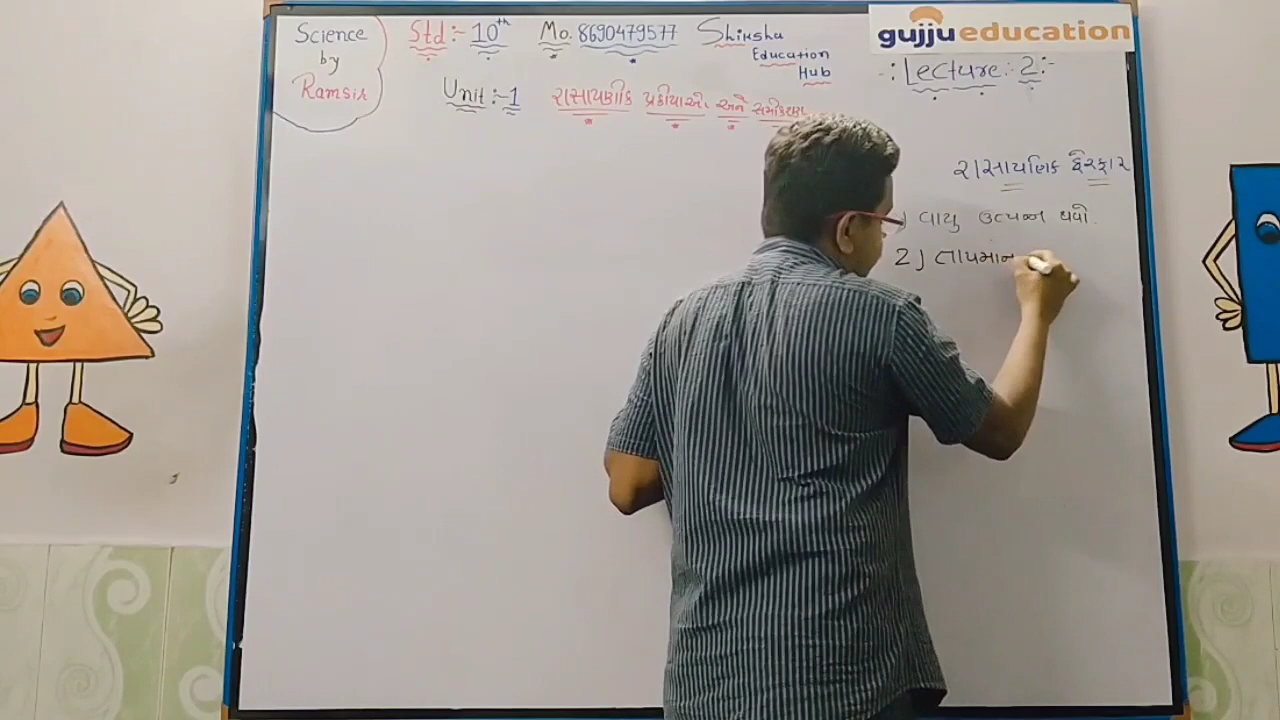 Science
by
Ramsir
Std:- 10th Mo. 8690479577 Shiksha
Education
Hub
gujjueducation
-: Lecture :- 2:-
Unit:-1 રાસાયણીક પ્રક્રીયાઓ અને સમીકરણ
રાસાયણિક ફેરફાર
) વાયુ ઉત્પન્ન થવો.
2) તાપમાન